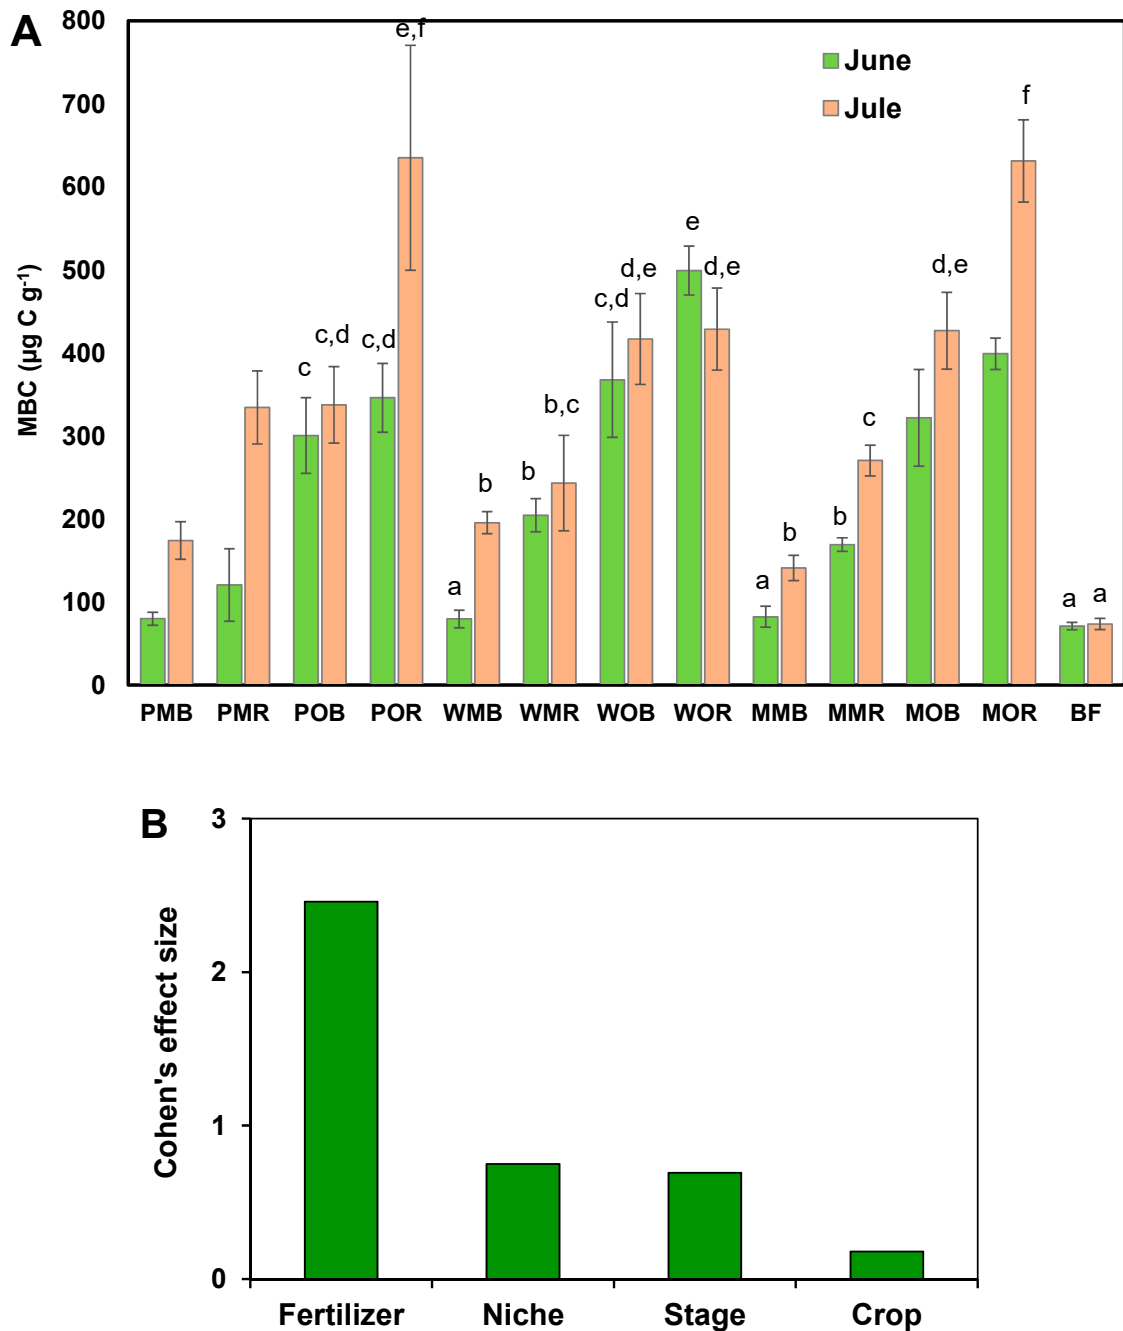 A
800
700
600
500
400
300
200
100
0
MBC (µg C g-1)
June
Jule
e,f
c
c,d
c,d
a
b
b
b,c
c,d
d,e
e
d,e
a
b
b
c
d,e
f
a
a
PMB PMR POB POR WMB WMR WOB WOR MMB MMR MOB MOR BF
B
3
2
1
0
Cohen's effect size
Fertilizer Niche Stage Crop